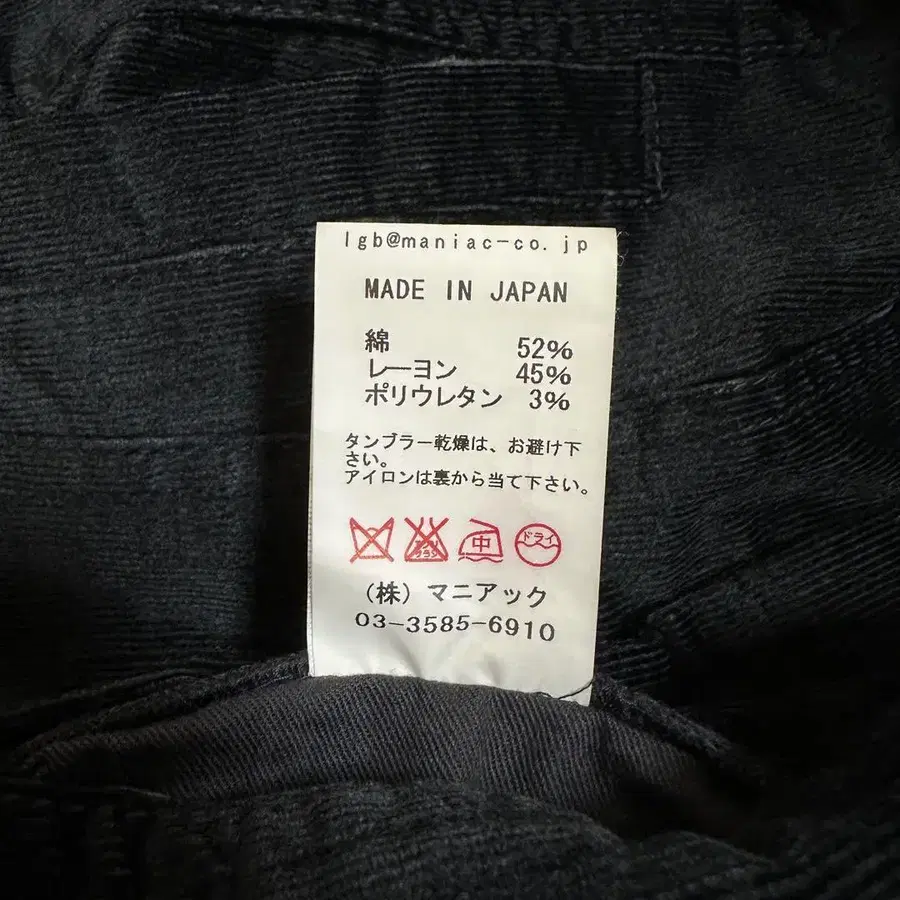 lgb@maniac-co.jp
MADE IN JAPAN
綿 52%
レーヨン 45%
ポリウレタン 3%
タンブラー乾燥は、お避け下
さい。
アイロンは裏から当て下さい。
中 ドライ
(株) マニアック
03-3585-6910